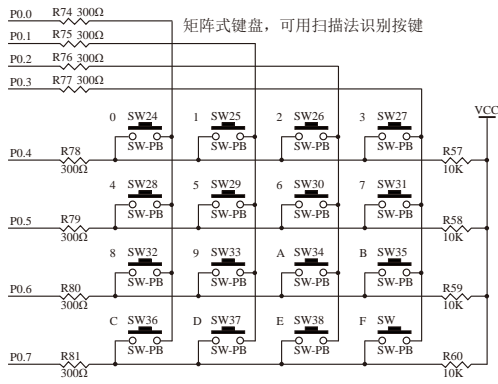 P0.0 R74 300Ω
矩阵式键盘，可用扫描法识别按键
P0.1 R75 300Ω
P0.2 R76 300Ω
P0.3 R77 300Ω
VCC
0 SW24 1 SW25 2 SW26 3 SW27
SW-PB SW-PB SW-PB SW-PB
P0.4 R78 R57
300Ω 10K
4 SW28 5 SW29 6 SW30 7 SW31
SW-PB SW-PB SW-PB SW-PB
P0.5 R79 R58
300Ω 10K
8 SW32 9 SW33 A SW34 B SW35
SW-PB SW-PB SW-PB SW-PB
P0.6 R80 R59
300Ω 10K
C SW36 D SW37 E SW38 F SW
SW-PB SW-PB SW-PB SW-PB
P0.7 R81 R60
300Ω 10K